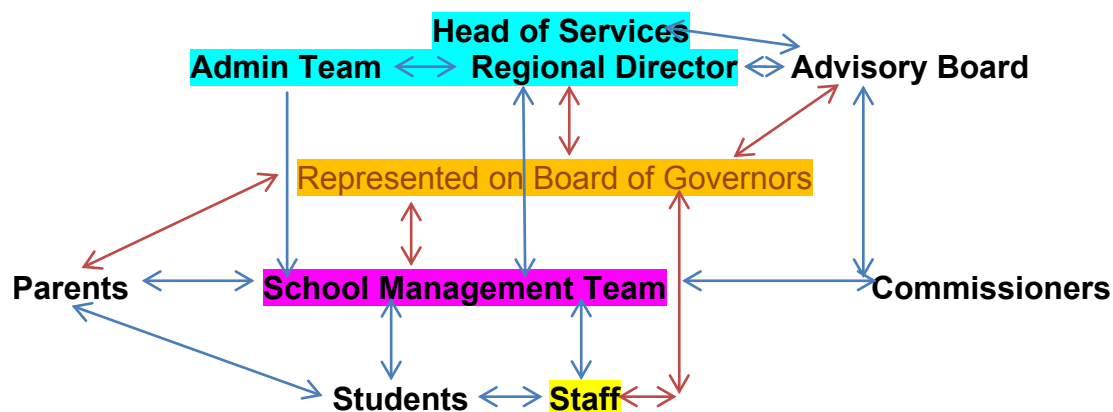 Head of Services
Admin Team Regional Director Advisory Board
Represented on Board of Governors
Parents School Management Team Commissioners
Students Staff